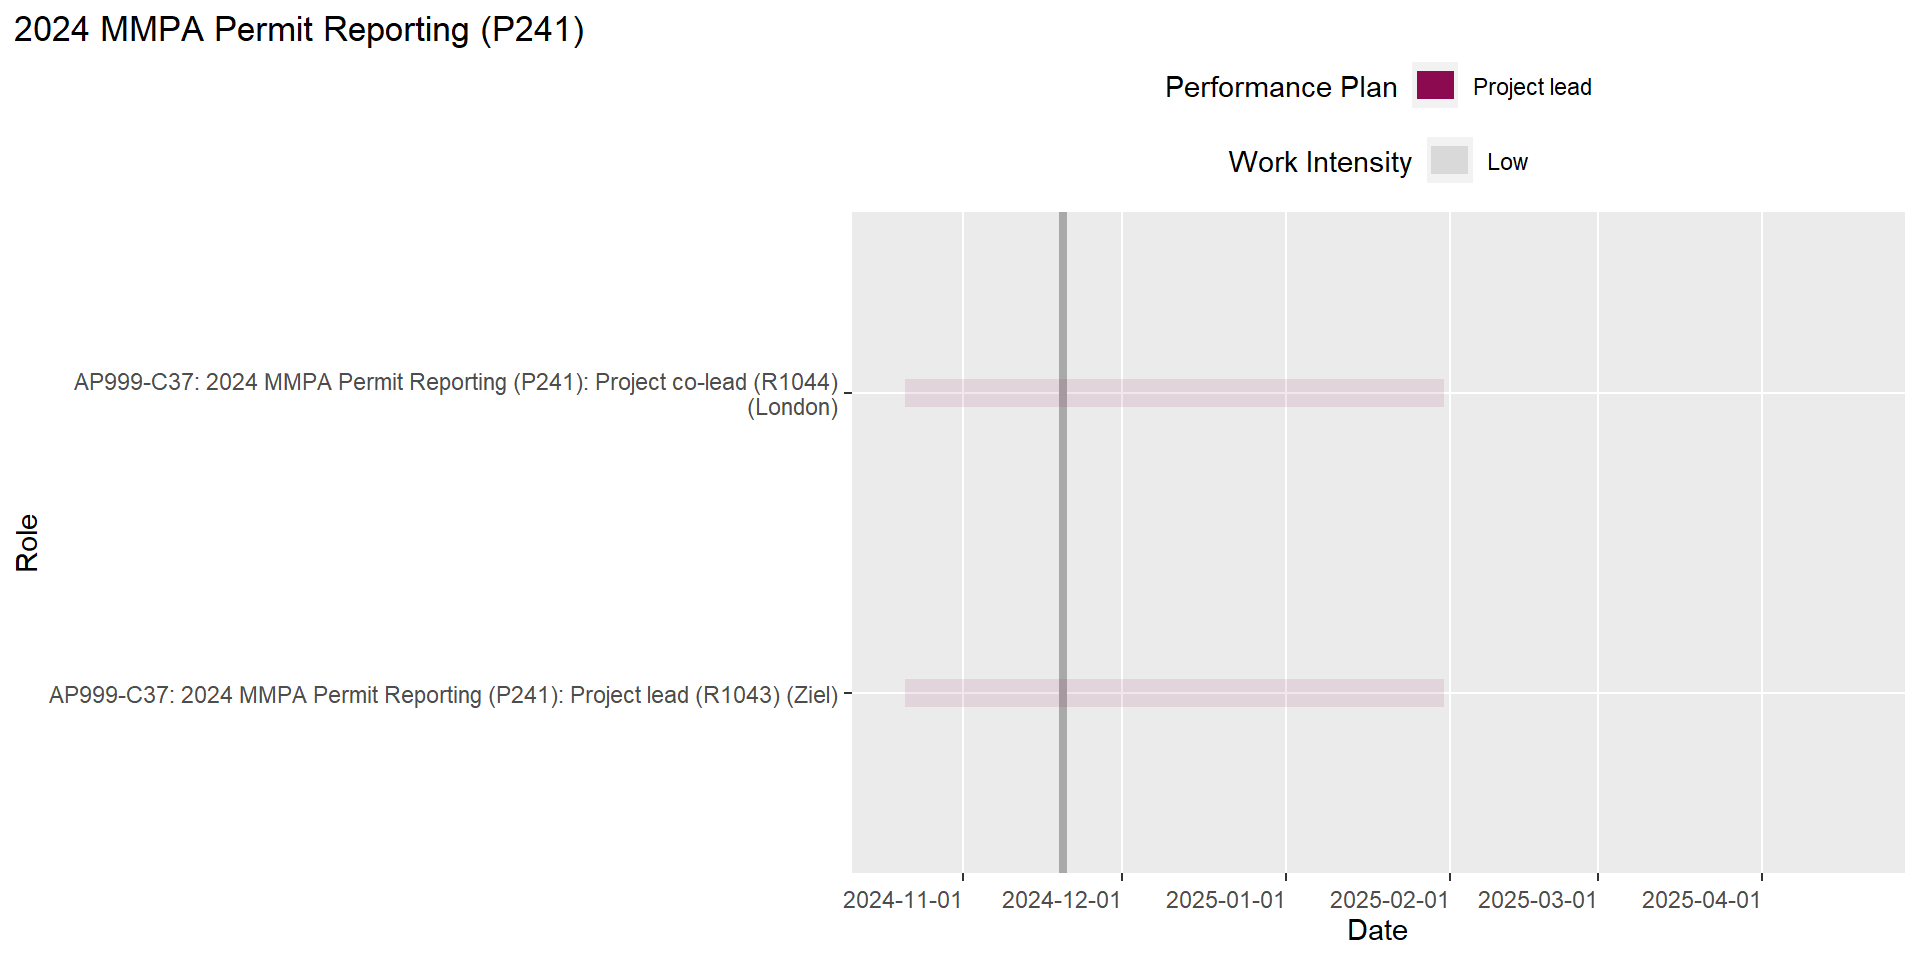 2024 MMPA Permit Reporting (P241)
Performance Plan
Project lead
Work Intensity
Low
AP999-C37: 2024 MMPA Permit Reporting (P241): Project co-lead (R1044)
(London)
Role
AP999-C37: 2024 MMPA Permit Reporting (P241): Project lead (R1043) (Ziel)
2024-11-01
2024-12-01
2025-01-01
2025-02-01
2025-03-01
2025-04-01
Date